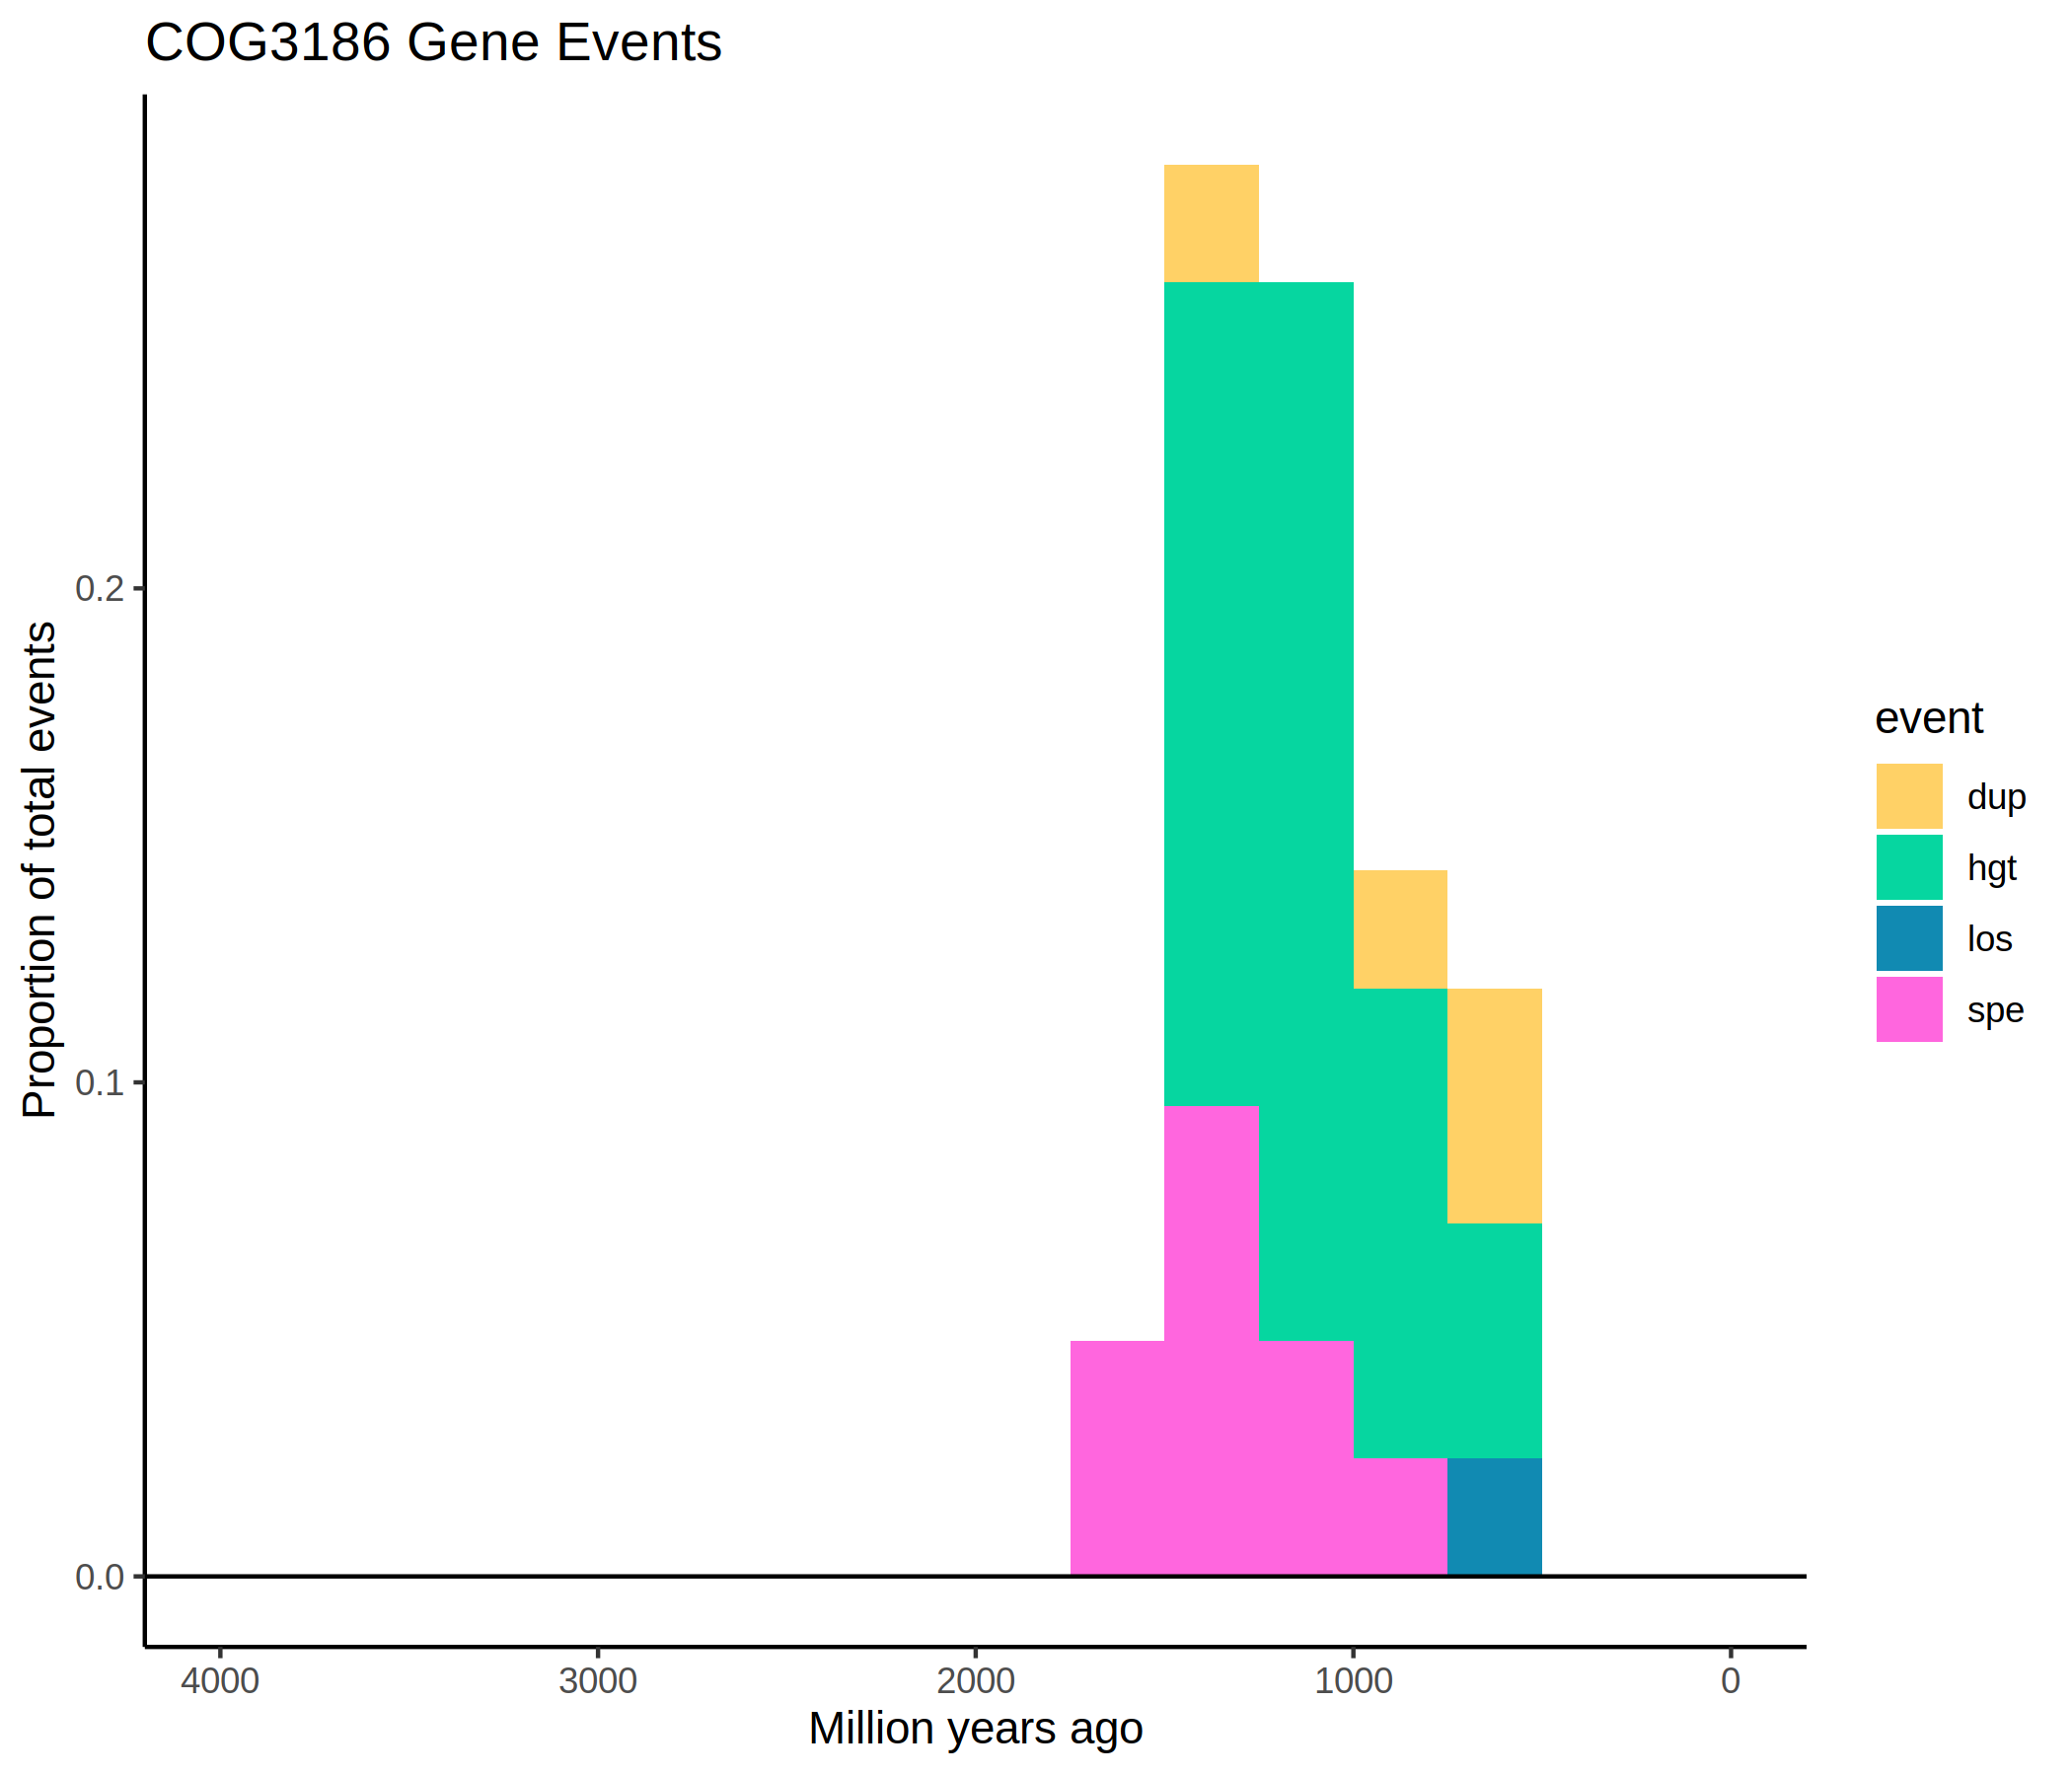 COG3186 Gene Events
Proportion of total events
0.2
0.1
0.0
4000 3000 2000 1000 0
Million years ago
event
dup
hgt
los
spe